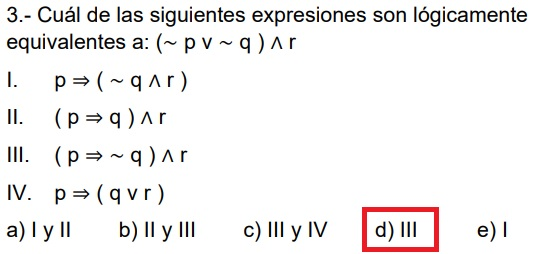 3.- Cuál de las siguientes expresiones son lógicamente
equivalentes a: (~ p v ~ q ) ∧ r
I. p ⇒ ( ~ q ∧ r )
II. ( p ⇒ q ) ∧ r
III. ( p ⇒ ~ q ) ∧ r
IV. p ⇒ ( q v r )
a) I y II b) II y III c) III y IV d) III e) I